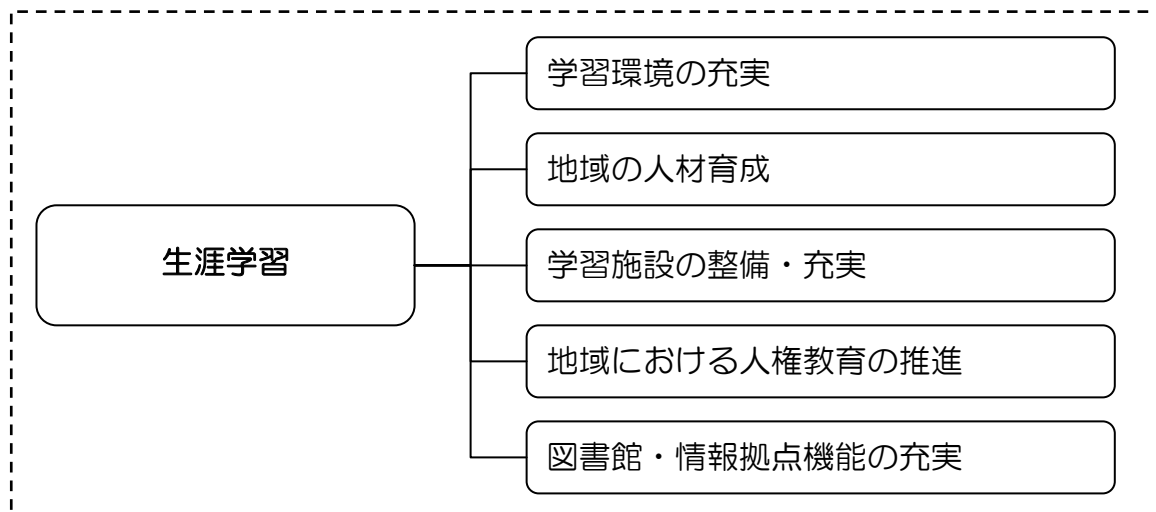 生涯学習
学習環境の充実
地域の人材育成
学習施設の整備・充実
地域における人権教育の推進
図書館・情報拠点機能の充実